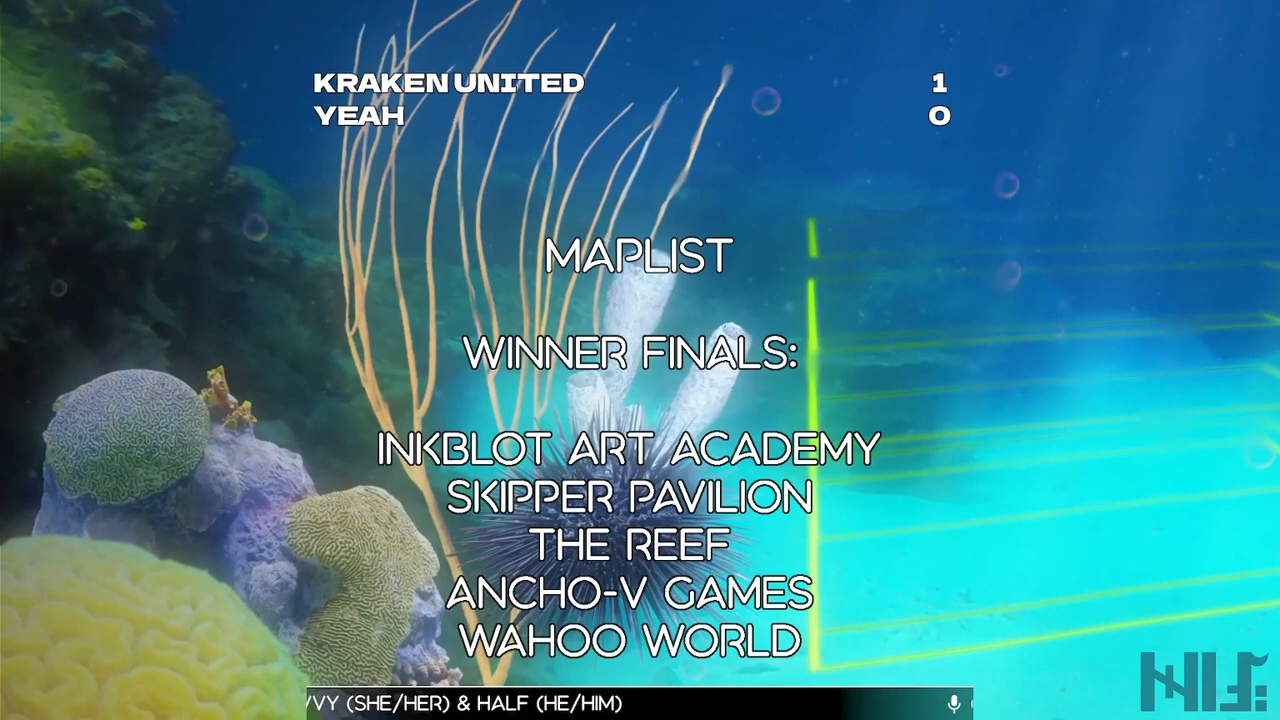 KRAKEN UNITED 1
YEAH 0
MAPLIST
WINNER FINALS:
INKBLOT ART ACADEMY
SKIPPER PAVILION
THE REEF
ANCHO-V GAMES
WAHOO WORLD
(SHE/HER) & HALF (HE/HIM)